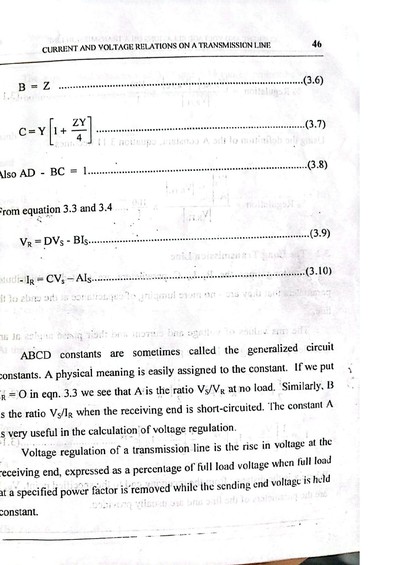 CURRENT AND VOLTAGE RELATIONS ON A TRANSMISSION LINE 46
B = Z ..........(3.6)
C = Y [1 + ZY/4] ..........(3.7)
Also AD - BC = 1..........(3.8)
From equation 3.3 and 3.4
V_R = DV_S - BI_S..........(3.9)
-I_R = CV_S – AI_S..........(3.10)
ABCD constants are sometimes called the generalized circuit
constants. A physical meaning is easily assigned to the constant. If we put
I_R = O in eqn. 3.3 we see that A is the ratio V_S/V_R at no load. Similarly, B
is the ratio V_S/I_R when the receiving end is short-circuited. The constant A
is very useful in the calculation of voltage regulation.
Voltage regulation of a transmission line is the rise in voltage at the
receiving end, expressed as a percentage of full load voltage when full load
at a specified power factor is removed while the sending end voltage is held
constant.